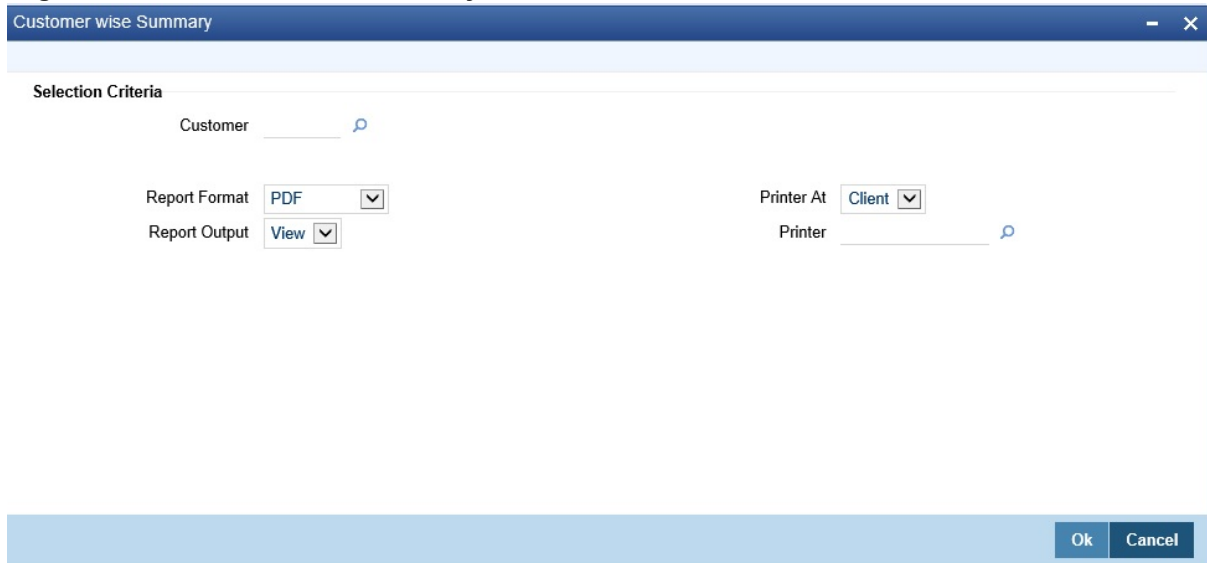 Customer wise Summary
Selection Criteria
Customer
Report Format PDF Printer At Client
Report Output View Printer
Ok Cancel